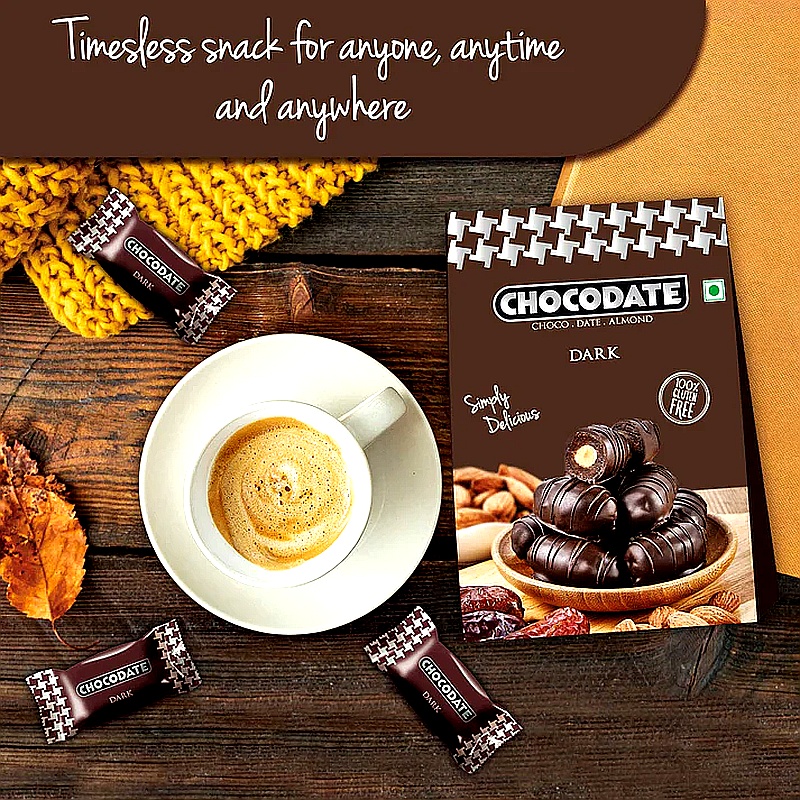 Timesless snack for anyone, anytime
and anywhere
CHOCODATE
DARK
CHOCODATE
CHOCO . DATE . ALMOND
DARK
Simply
Delicious
100%
GLUTEN
FREE
CHOCODATE
DARK
CHOCODATE
DARK